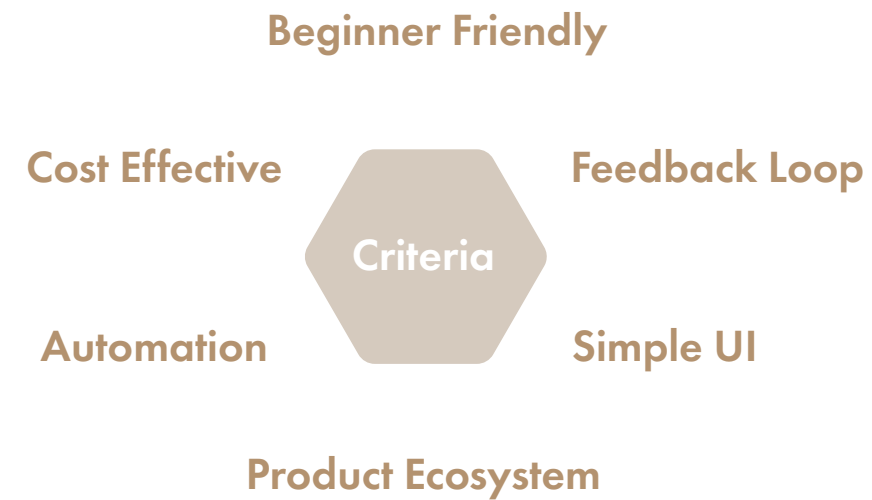 Beginner Friendly
Cost Effective
Feedback Loop
Criteria
Automation
Simple UI
Product Ecosystem